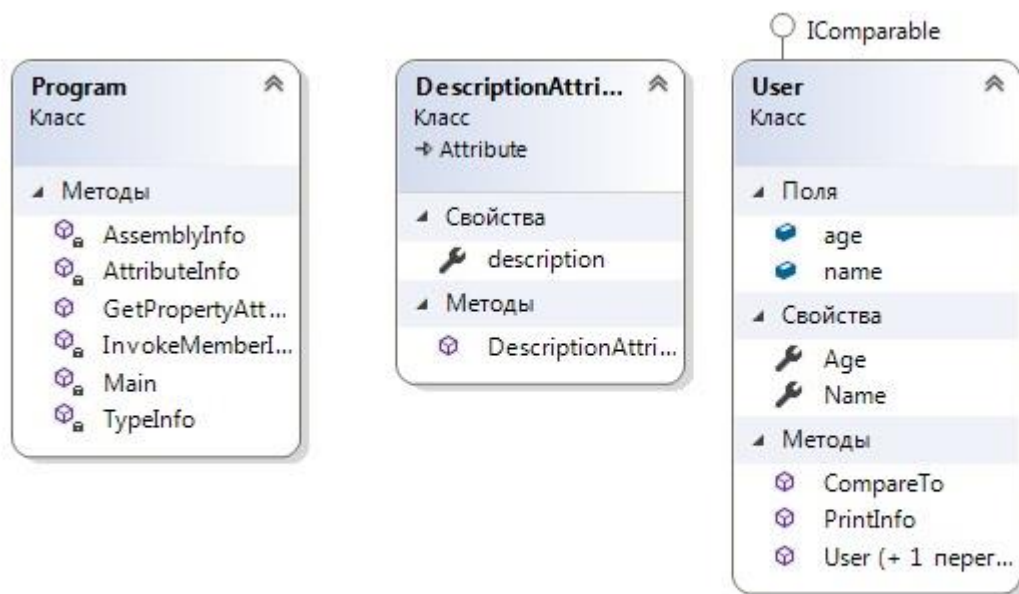 Program
Класс
Методы
AssemblyInfo
AttributeInfo
GetPropertyAtt...
InvokeMemberI...
Main
TypeInfo
DescriptionAttri...
Класс
Attribute
Свойства
description
Методы
DescriptionAttri...
IComparable
User
Класс
Поля
age
name
Свойства
Age
Name
Методы
CompareTo
PrintInfo
User (+ 1 перег...